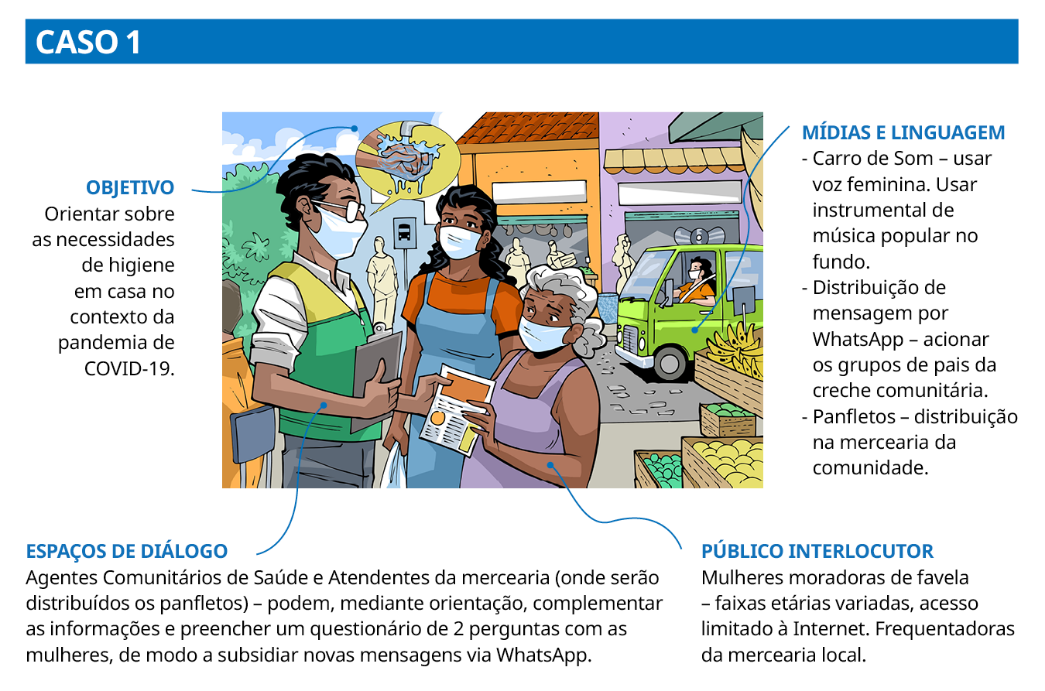 CASO 1
OBJETIVO
Orientar sobre
as necessidades
de higiene
em casa no
contexto da
pandemia de
COVID-19.
MÍDIAS E LINGUAGEM
- Carro de Som – usar
voz feminina. Usar
instrumental de
música popular no
fundo.
- Distribuição de
mensagem por
WhatsApp – acionar
os grupos de pais da
creche comunitária.
- Panfletos – distribuição
na mercearia da
comunidade.
ESPAÇOS DE DIÁLOGO
Agentes Comunitários de Saúde e Atendentes da mercearia (onde serão
distribuídos os panfletos) – podem, mediante orientação, complementar
as informações e preencher um questionário de 2 perguntas com as
mulheres, de modo a subsidiar novas mensagens via WhatsApp.
PÚBLICO INTERLOCUTOR
Mulheres moradoras de favela
– faixas etárias variadas, acesso
limitado à Internet. Frequentadoras
da mercearia local.